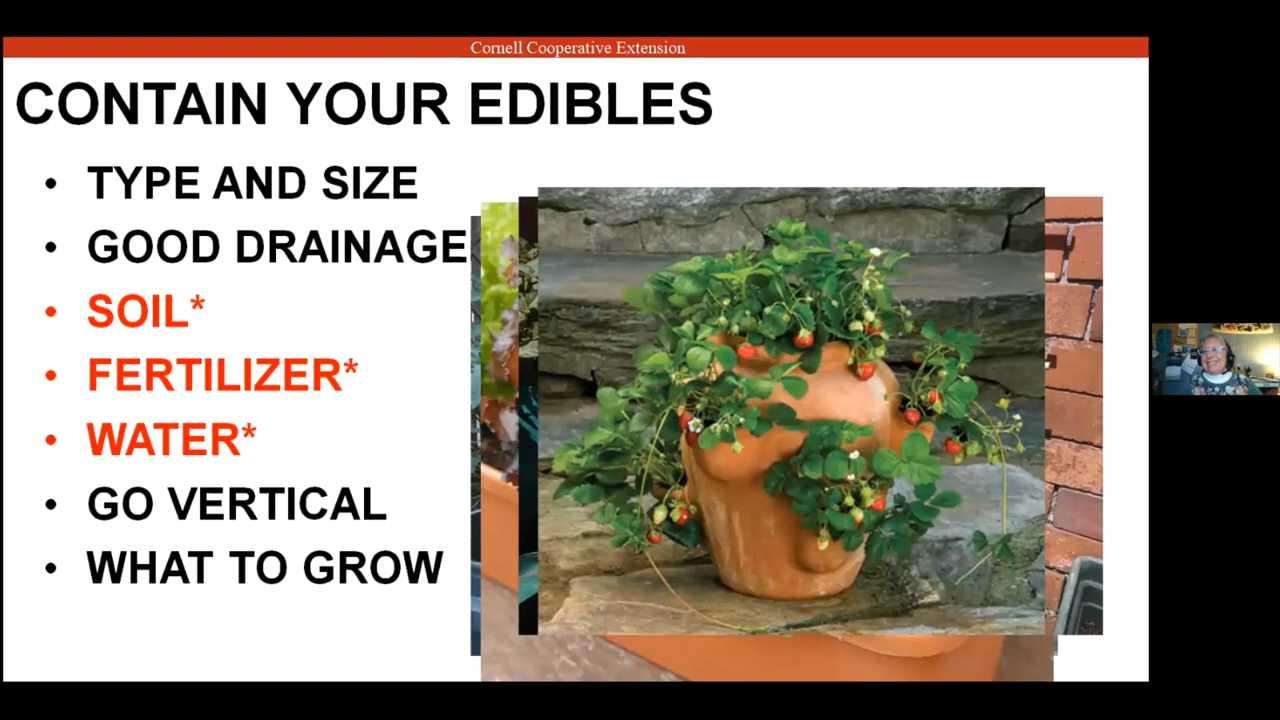 Cornell Cooperative Extension
CONTAIN YOUR EDIBLES
• TYPE AND SIZE
• GOOD DRAINAGE
• SOIL*
• FERTILIZER*
• WATER*
• GO VERTICAL
• WHAT TO GROW